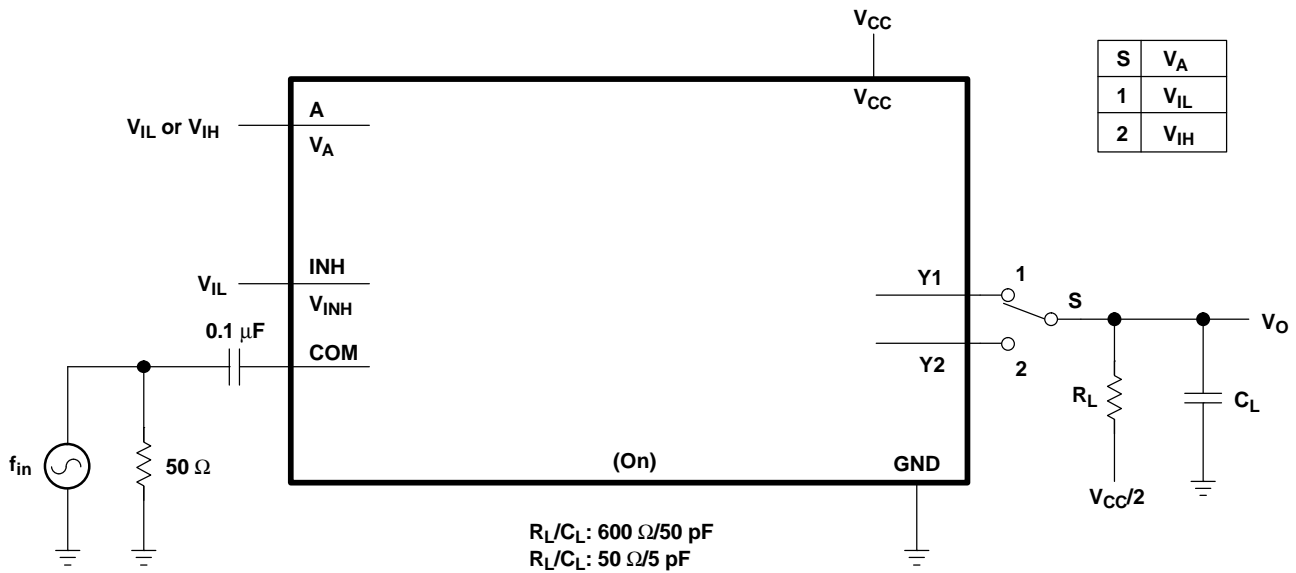 VCC
S VA
1 VIL
2 VIH
VCC
A
VIL or VIH
VA
INH
VIL
VINH
0.1 μF
COM
Y1
1
S
VO
Y2
2
RL
CL
fin
50 Ω
(On)
GND
VCC/2
RL/CL: 600 Ω/50 pF
RL/CL: 50 Ω/5 pF